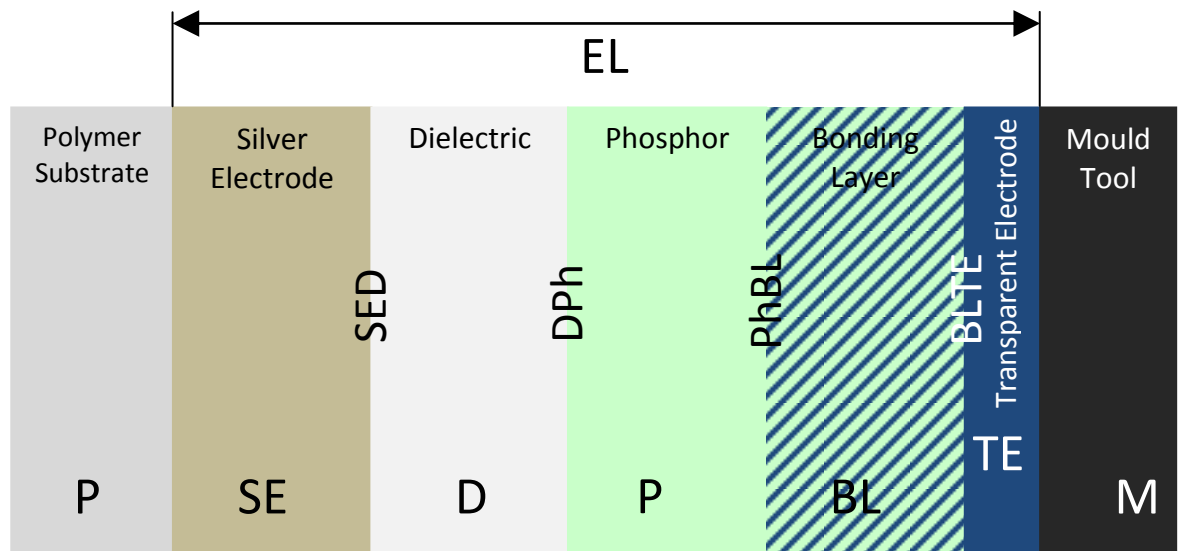 EL
Polymer
Substrate
Silver
Electrode
Dielectric
Phosphor
Bonding
Layer
Transparent Electrode
Mould
Tool
SED
DPh
PhBL
BLTE
P
SE
D
P
BL
TE
M